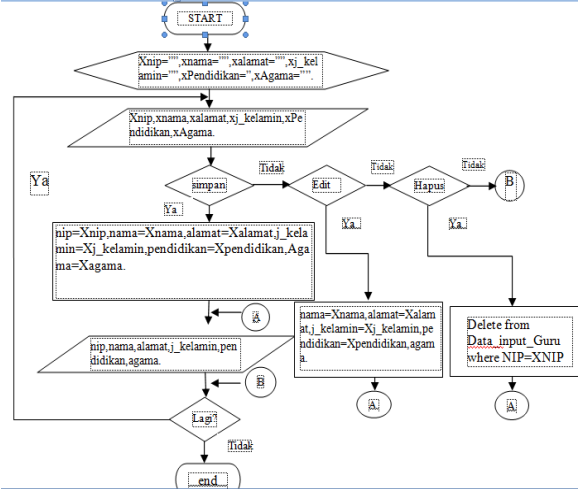 START
Xnip="",xnama="",xalamat="",xj_kel
amin="",xPendidikan=",xAgama="".
Xnip,xnama,xalamat,xj_kelamin,xPe
ndidikan,xAgama.
Ya
simpan
Tidak
Edit
Tidak
Hapus
Tidak
B
Ya
Ya
Ya
nip=Xnip,nama=Xnama,alamat=Xalamat,j_kela
min=Xj_kelamin,pendidikan=Xpendidikan,Aga
ma=Xagama.
A
nama=Xnama,alamat=Xalam
at,j_kelamin=Xj_kelamin,pe
ndidikan=Xpendidikan,agam
a.
Delete from
Data_input_Guru
where NIP=XNIP
nip,nama,alamat,j_kelamin,pen
didikan,agama.
B
A
A
Lagi?
Tidak
end